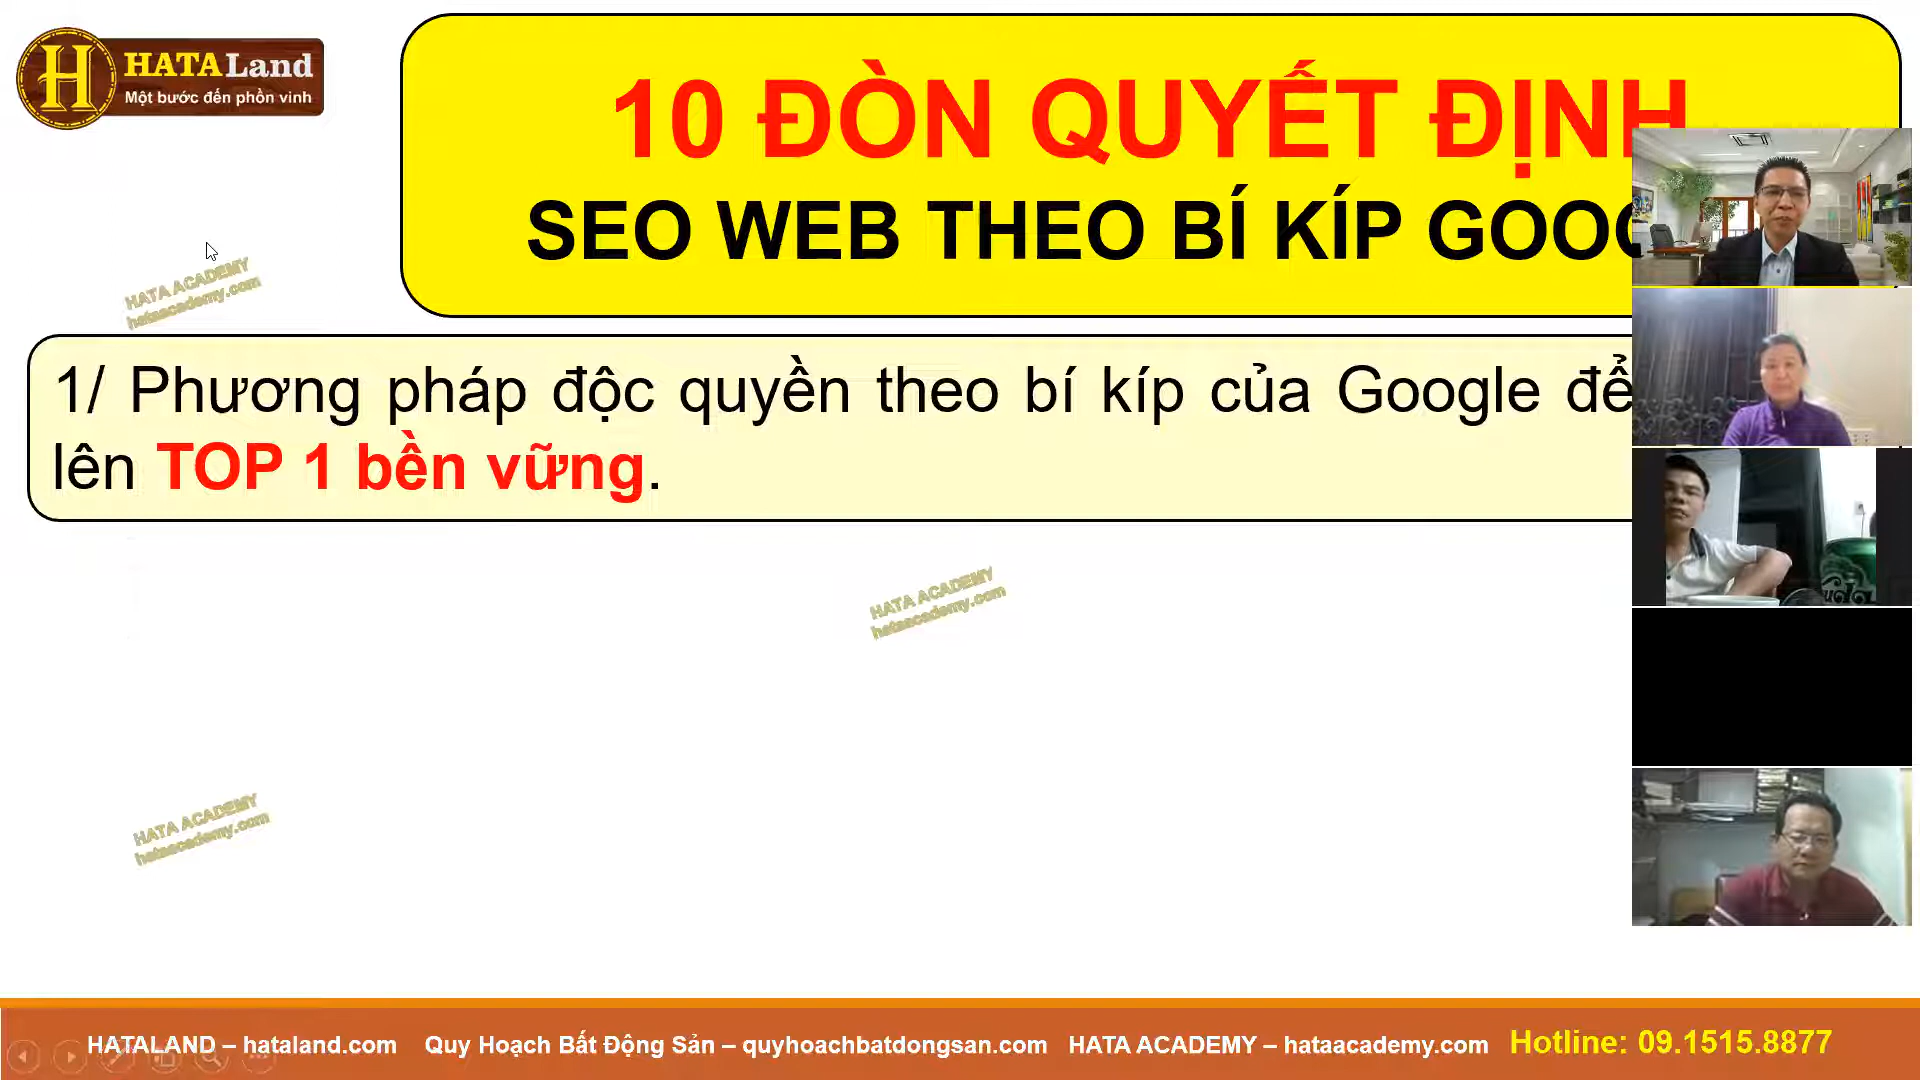 HATA Land
Một bước đến phồn vinh
10 ĐÒN QUYẾT ĐỊNH
SEO WEB THEO BÍ KÍP
HATA ACADEMY
hataacademy.com
1/ Phương pháp độc quyền theo bí kíp của Google để
lên TOP 1 bền vững.
HATA ACADEMY
hataacademy.com
HATA ACADEMY
hataacademy.com
HATALAND – hataland.com Quy Hoạch Bất Động Sản – quyhoachbatdongsan.com HATA ACADEMY – hataacademy.com Hotline: 09.1515.8877